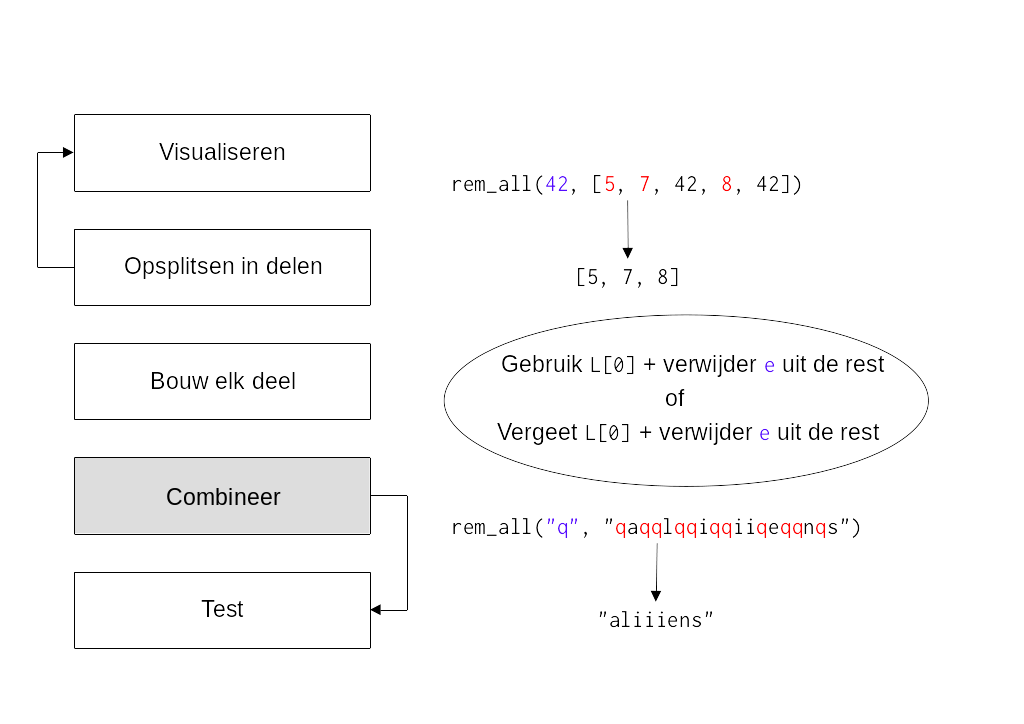 Visualiseren
Opsplitsen in delen
Bouw elk deel
Combineer
Test
rem_all(42, [5, 7, 42, 8, 42])
[5, 7, 8]
Gebruik L[0] + verwijder e uit de rest
of
Vergeet L[0] + verwijder e uit de rest
rem_all("q", "qaqqlqqiqqiiqeqqnqs")
"aliiiens"